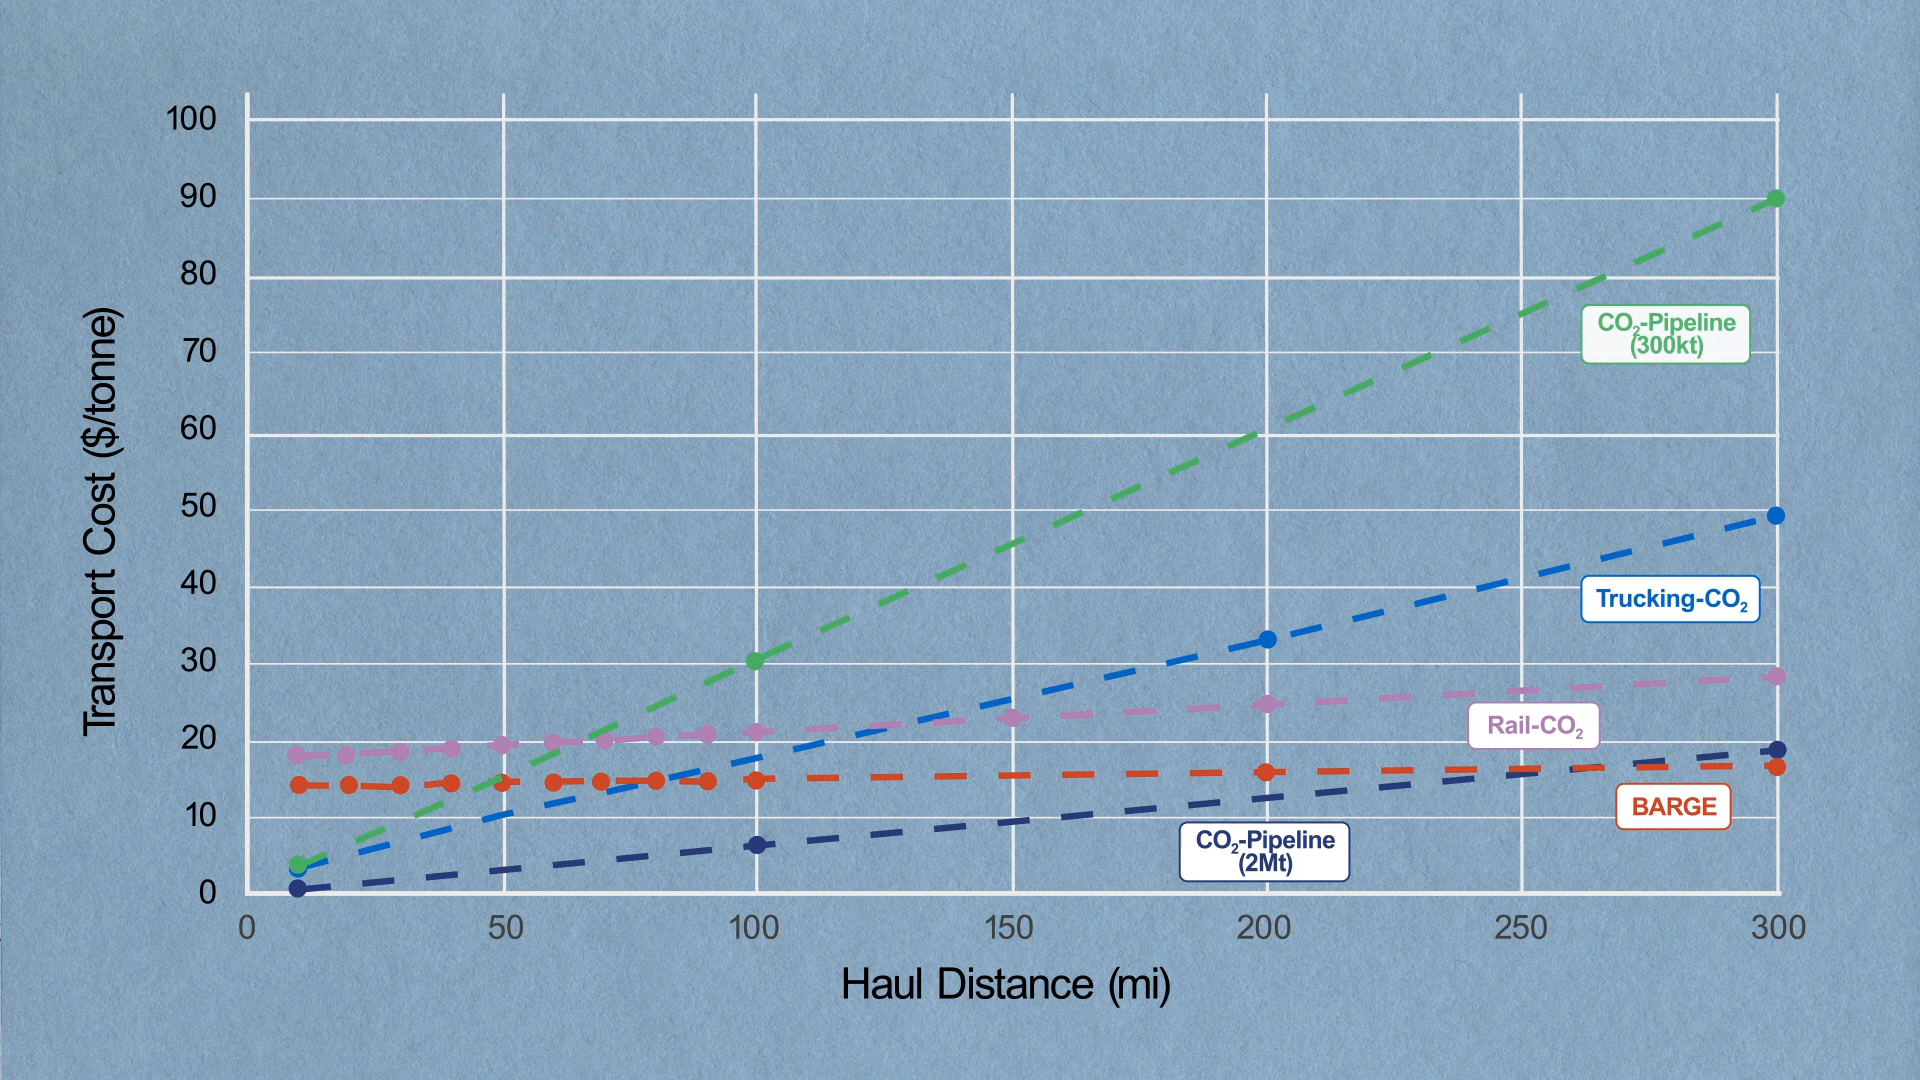 Transport Cost ($/tonne)
100
90
80
70
60
50
40
30
20
10
0
CO₂-Pipeline
(300kt)
Trucking-CO₂
Rail-CO₂
BARGE
CO₂-Pipeline
(2Mt)
0 50 100 150 200 250 300
Haul Distance (mi)